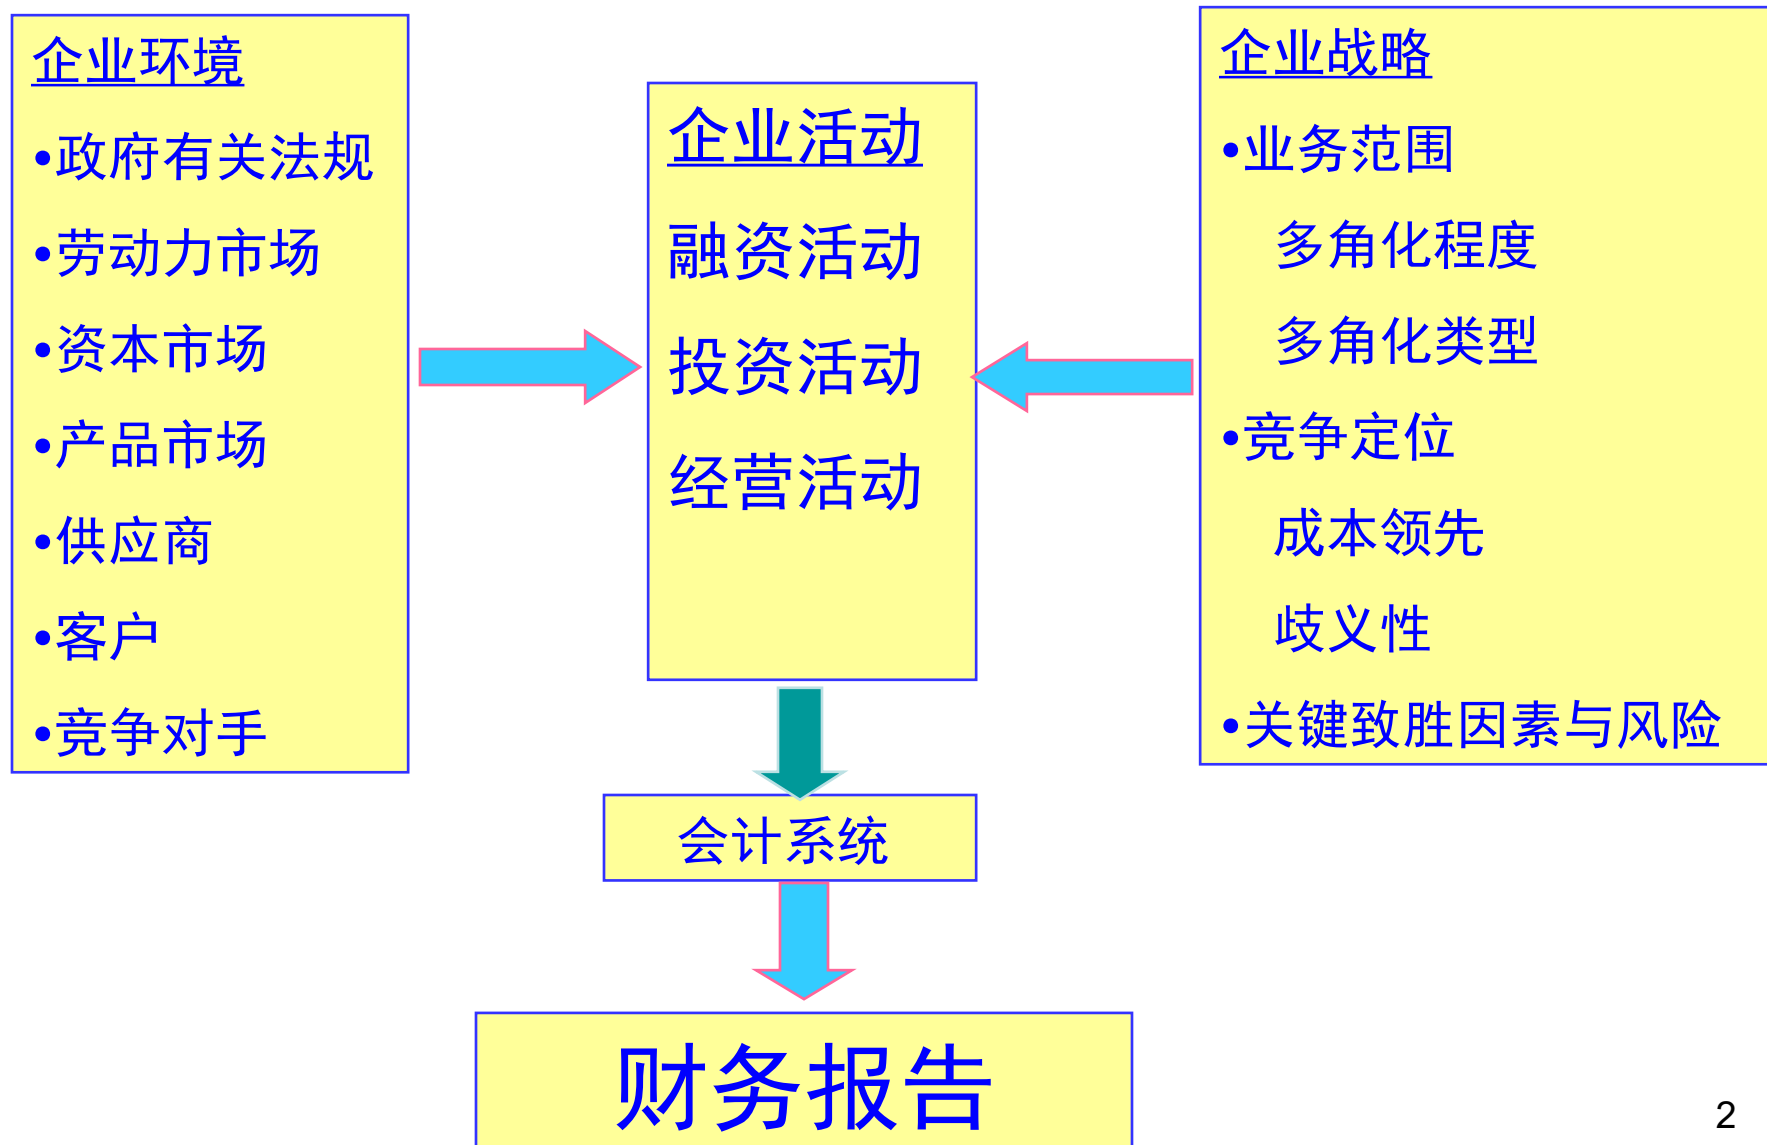 企业环境
•政府有关法规
•劳动力市场
•资本市场
•产品市场
•供应商
•客户
•竞争对手
企业活动
融资活动
投资活动
经营活动
企业战略
•业务范围
多角化程度
多角化类型
•竞争定位
成本领先
歧义性
•关键致胜因素与风险
会计系统
财务报告
2